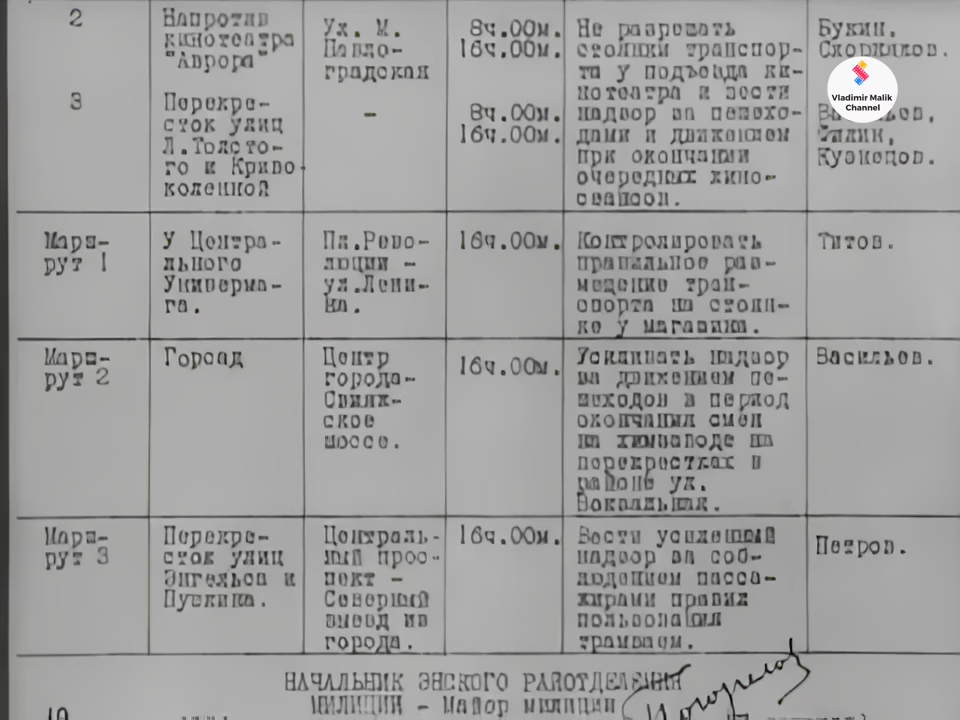 2
Напротив
кинотеатра
"Аврора"
Ул. М.
Павло-
градская
8ч.00м.
16ч.00м.
Не разрешать
стоянки транспор-
та у подъезда ки-
нотеатра и вести
надзор за пешехо-
дами и движением
при окончании
очередных кино-
сеансов.
Букин.
Скорняков.
3
Перекре-
сток улиц
Л.Толсто-
го и Криво-
коленной
-
8ч.00м.
16ч.00м.
Кузнецов.
Марш-
рут 1
У Централь-
льного
Универма-
га.
Пл.Рево-
люции -
ул.Лени-
на.
16ч.00м.
Контролировать
правильное раз-
мещение тран-
спорта на стоян-
ке у магазина.
Титов.
Марш-
рут 2
Горсад
Центр
города-
Свияж-
ское
шоссе.
16ч.00м.
Усиливать надзор
за движением пе-
шеходов в период
окончания смен
на химзаводе на
перекрестках в
районе ул.
Вокзальная.
Васильев.
Марш-
рут 3
Перекре-
сток улиц
Энгельса и
Пушкина.
Централь-
ный прос-
пект -
Северный
выезд из
города.
16ч.00м.
Вести усиленный
надзор за соб-
людением пасса-
жирами правил
пользования
трамваем.
Петров.
НАЧАЛЬНИК ЭНСКОГО РАЙОТДЕЛЕНИЯ
МИЛИЦИИ - Майор милиции
Vladimir Malik
Channel